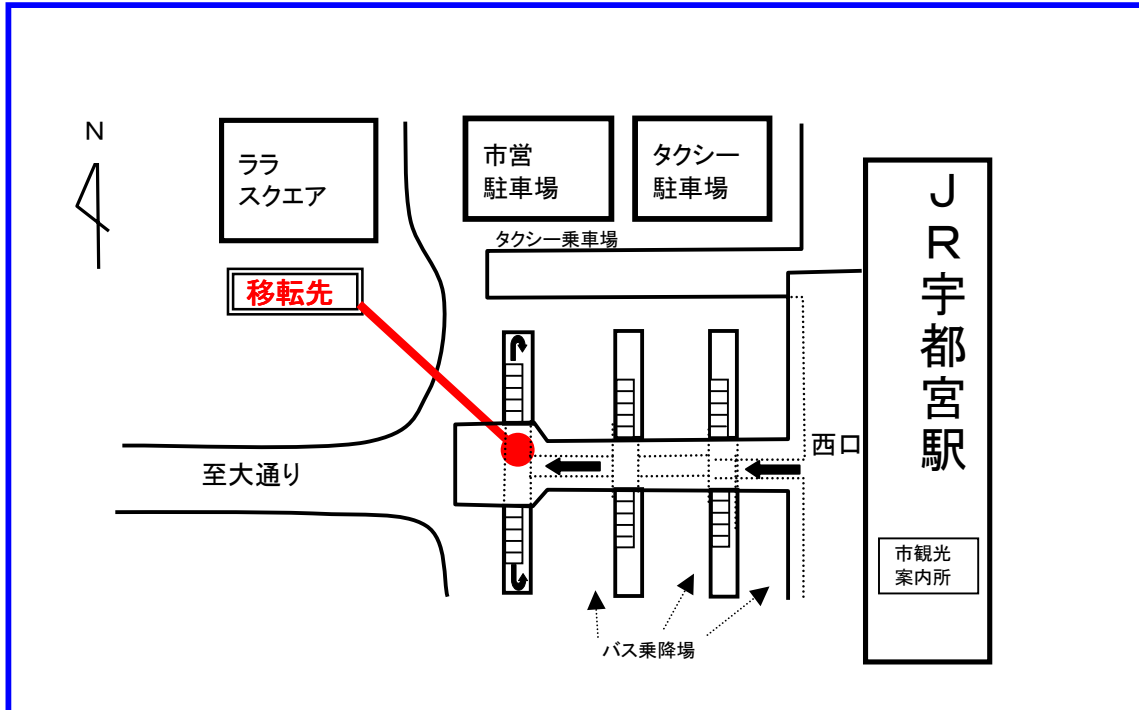 N
ララ
スクエア
市営
駐車場
タクシー
駐車場
タクシー乗車場
移転先
JR宇都宮駅
西口
至大通り
市観光
案内所
バス乗降場